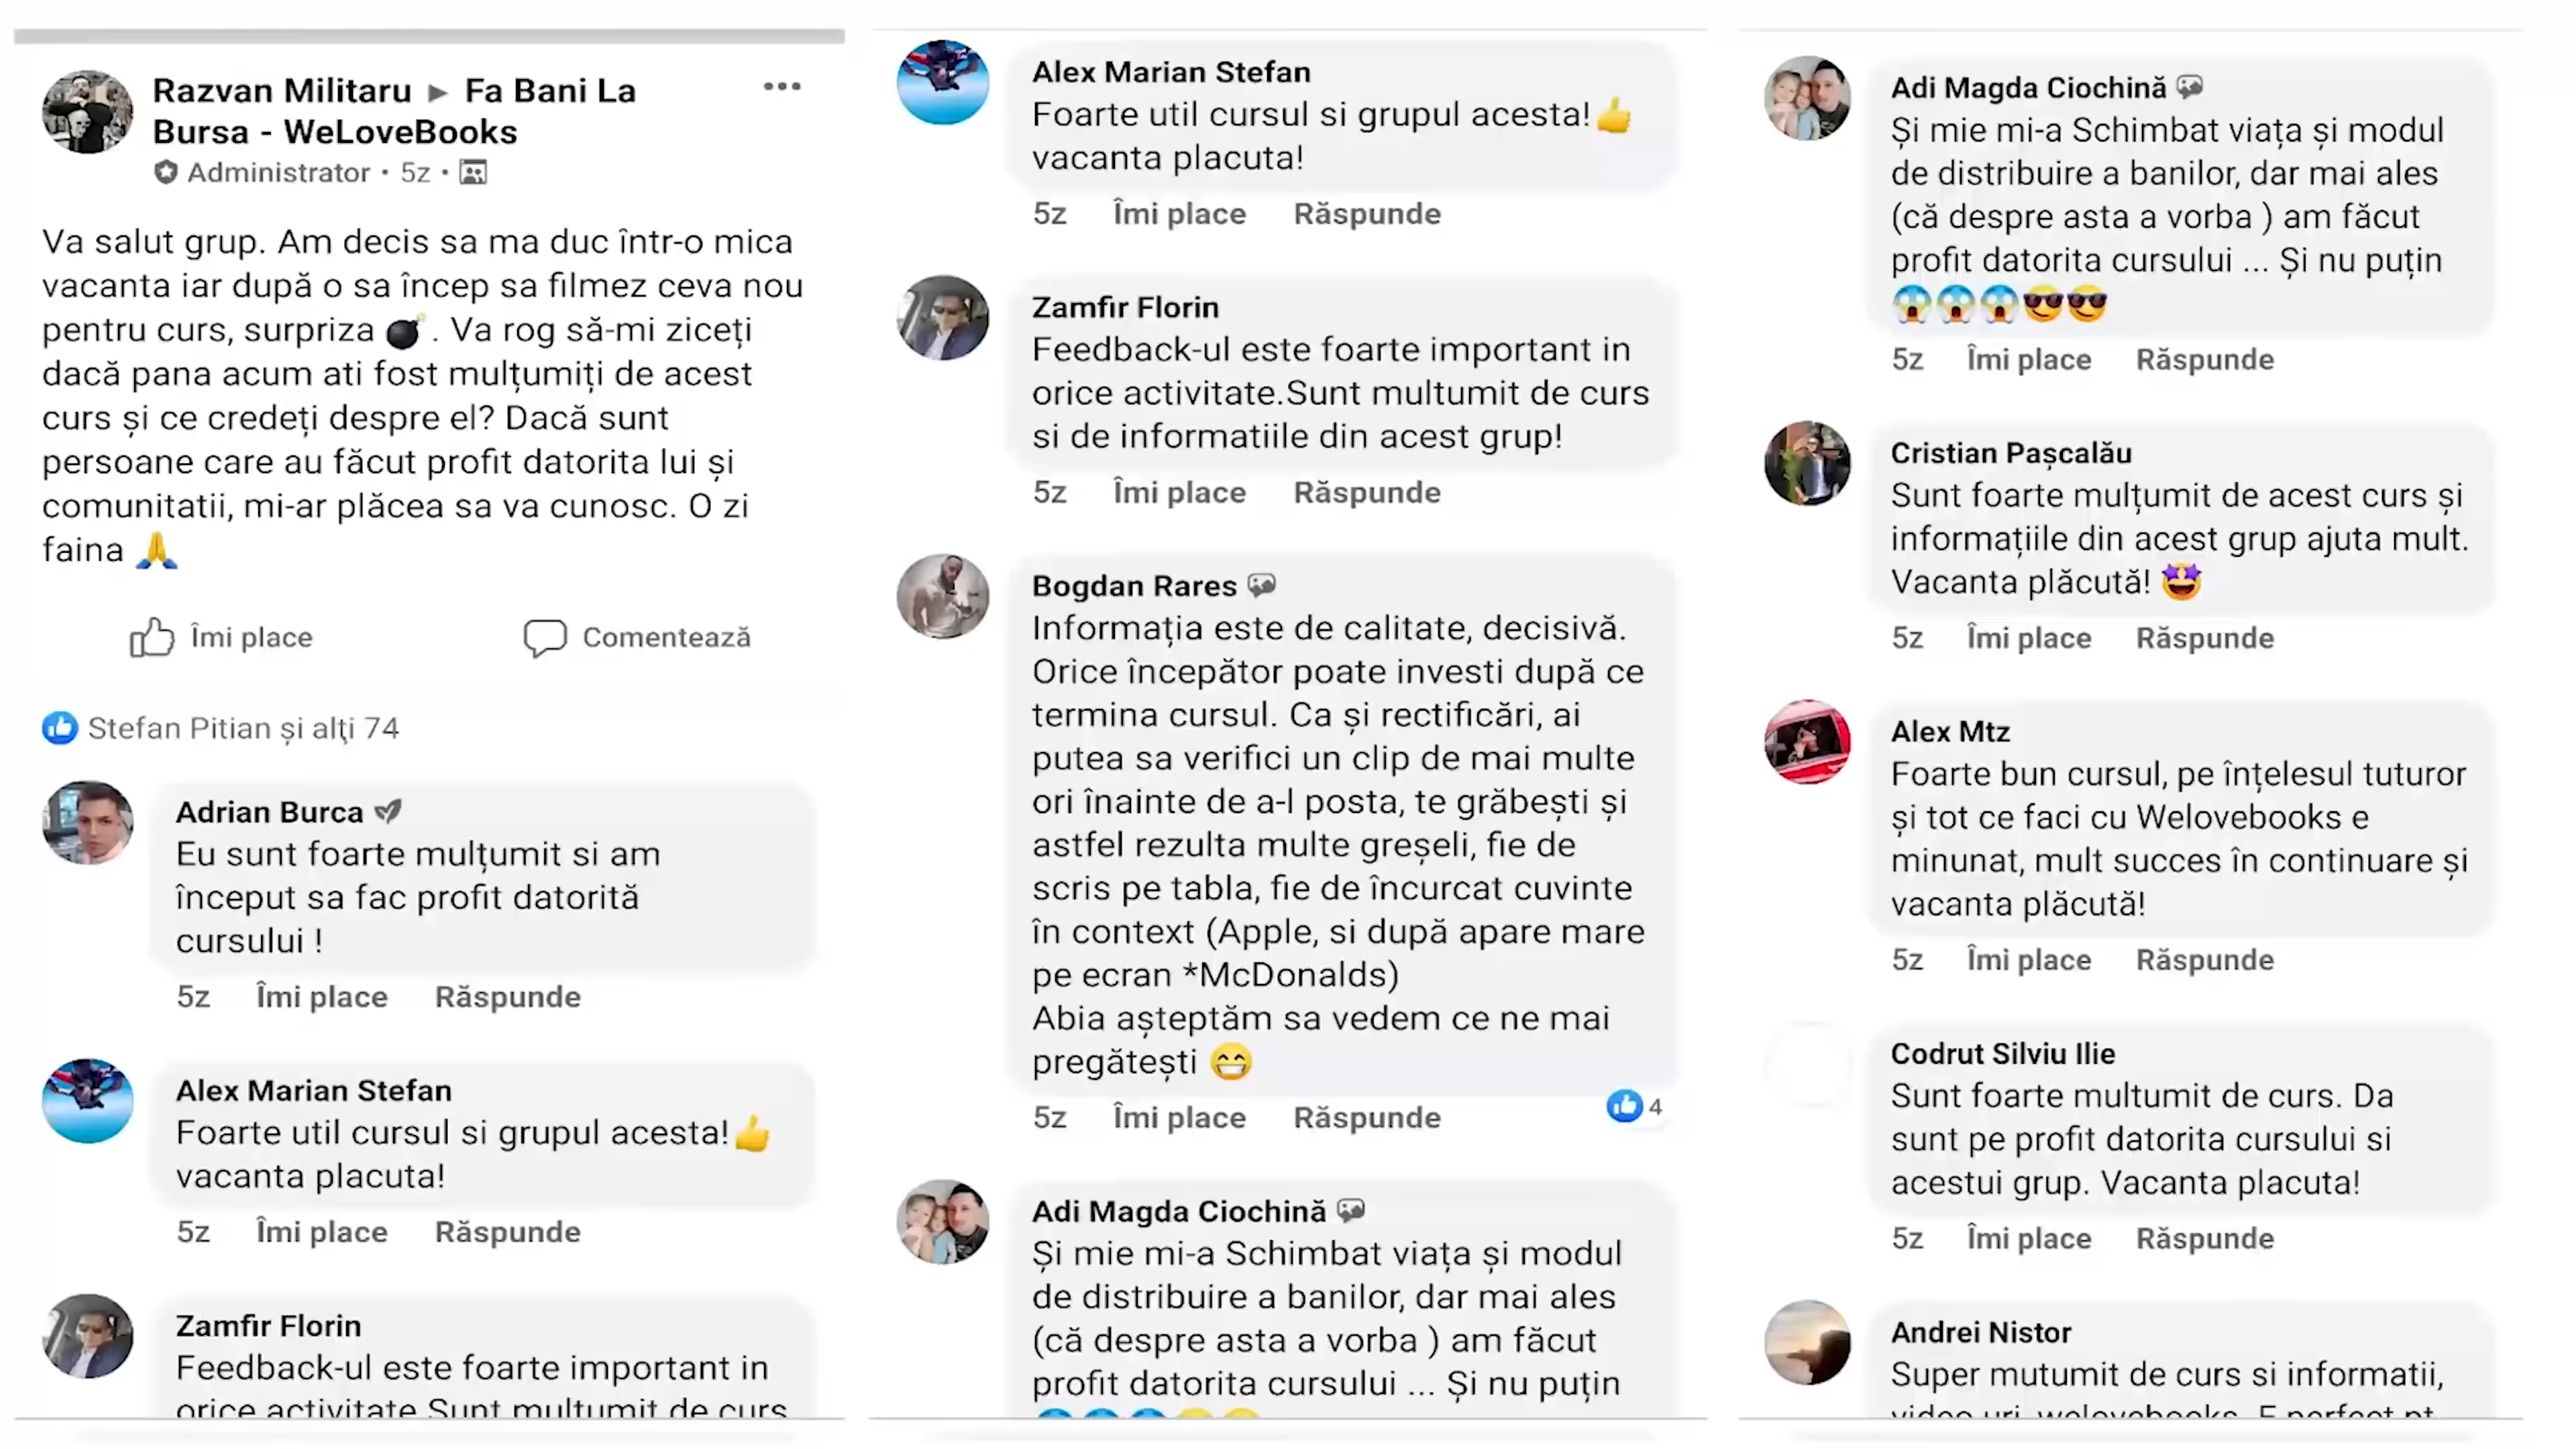 Razvan Militaru ▸ Fa Bani La
Bursa - WeLoveBooks
Administrator · 5z ·
Va salut grup. Am decis sa ma duc într-o mica
vacanta iar după o sa încep sa filmez ceva nou
pentru curs, surpriza 💣. Va rog să-mi ziceți
dacă pana acum ati fost mulțumiți de acest
curs și ce credeți despre el? Dacă sunt
persoane care au făcut profit datorita lui și
comunitatii, mi-ar plăcea sa va cunosc. O zi
faina 🙏
Îmi place Comentează
Stefan Pitian și alţi 74
Adrian Burca
Eu sunt foarte mulțumit si am
început sa fac profit datorită
cursului !
5z Îmi place Răspunde
Alex Marian Stefan
Foarte util cursul si grupul acesta!👍
vacanta placuta!
5z Îmi place Răspunde
Zamfir Florin
Feedback-ul este foarte important in
orice activitate.Sunt multumit de curs
Alex Marian Stefan
Foarte util cursul si grupul acesta!👍
vacanta placuta!
5z Îmi place Răspunde
Zamfir Florin
Feedback-ul este foarte important in
orice activitate.Sunt multumit de curs
si de informatiile din acest grup!
5z Îmi place Răspunde
Bogdan Rares
Informația este de calitate, decisivă.
Orice începător poate investi după ce
termina cursul. Ca și rectificări, ai
putea sa verifici un clip de mai multe
ori înainte de a-l posta, te grăbești și
astfel rezulta multe greșeli, fie de
scris pe tabla, fie de încurcat cuvinte
în context (Apple, si după apare mare
pe ecran *McDonalds)
Abia așteptăm sa vedem ce ne mai
pregătești 😁
5z Îmi place Răspunde 4
Adi Magda Ciochină
Și mie mi-a Schimbat viața și modul
de distribuire a banilor, dar mai ales
(că despre asta a vorba ) am făcut
profit datorita cursului ... Și nu puțin
Adi Magda Ciochină
Și mie mi-a Schimbat viața și modul
de distribuire a banilor, dar mai ales
(că despre asta a vorba ) am făcut
profit datorita cursului ... Și nu puțin
😱😱😱😎😎
5z Îmi place Răspunde
Cristian Pașcalău
Sunt foarte mulțumit de acest curs și
informațiile din acest grup ajuta mult.
Vacanta plăcută! 🤩
5z Îmi place Răspunde
Alex Mtz
Foarte bun cursul, pe înțelesul tuturor
și tot ce faci cu Welovebooks e
minunat, mult succes în continuare și
vacanta plăcută!
5z Îmi place Răspunde
Codrut Silviu Ilie
Sunt foarte multumit de curs. Da
sunt pe profit datorita cursului si
acestui grup. Vacanta placuta!
5z Îmi place Răspunde
Andrei Nistor
Super mutumit de curs si informatii,
video uri, welovebooks. E perfect pt